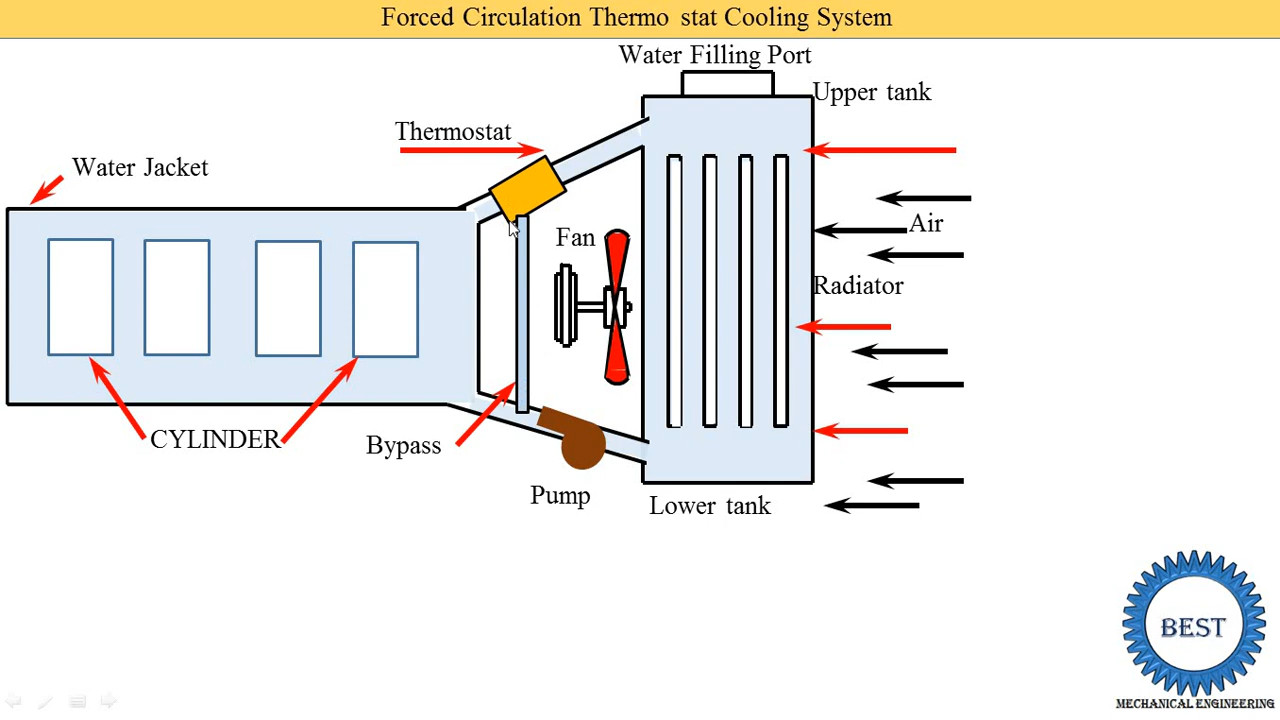 Forced Circulation Thermo stat Cooling System
Water Filling Port
Upper tank
Thermostat
Water Jacket
Air
Fan
Radiator
CYLINDER
Bypass
Pump
Lower tank
BEST
MECHANICAL ENGINEERING